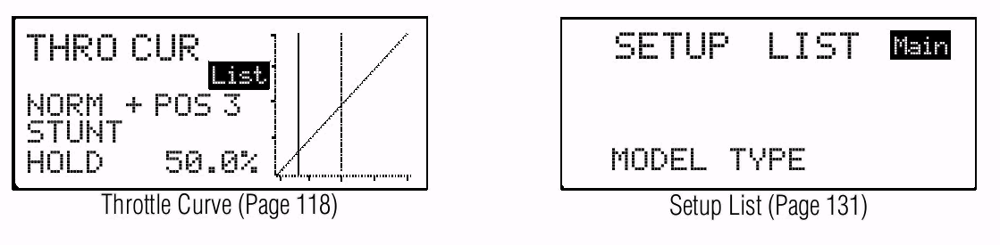 THRO CUR
List
NORM + POS 3
STUNT
HOLD 50.0%
Throttle Curve (Page 118)
SETUP LIST Main
MODEL TYPE
Setup List (Page 131)